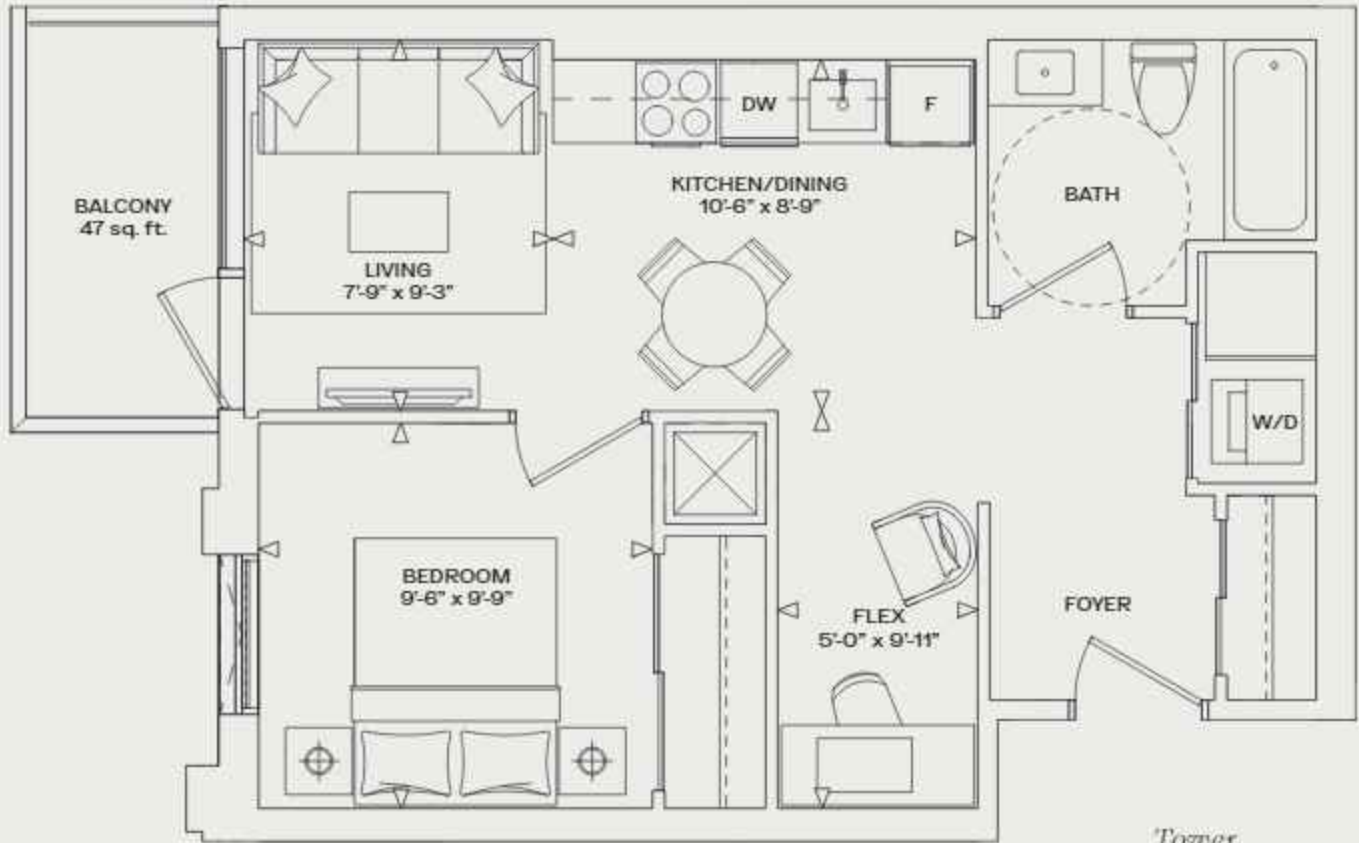 DW
F
KITCHEN/DINING
10'-6" x 8'-9"
BATH
BALCONY
47 sq. ft.
LIVING
7'-9" x 9'-3"
W/D
BEDROOM
9'-6" x 9'-9"
FLEX
5'-0" x 9'-11"
FOYER
Tower